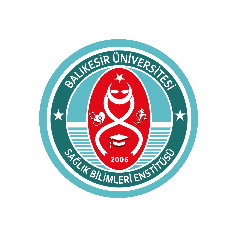 BALIKESİR ÜNİVERSİTESİ
2006
SAĞLIK BİLİMLERİ ENSTİTÜSÜ